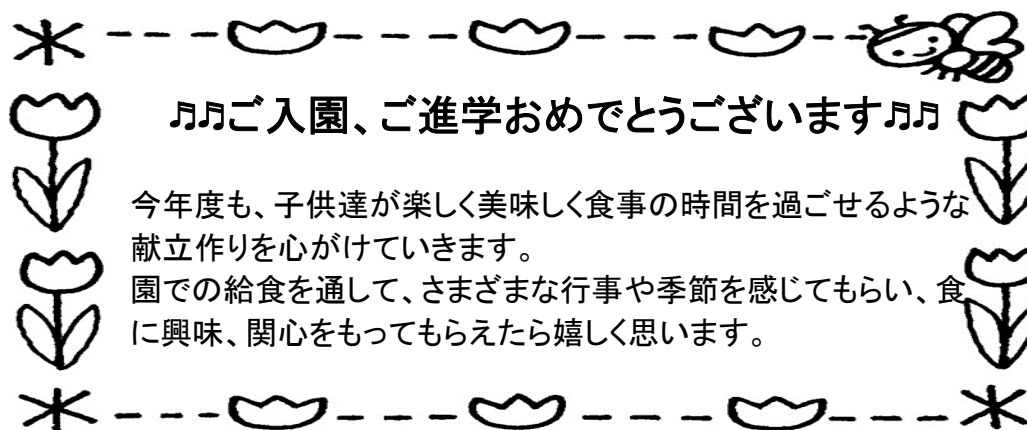 ♬♬ご入園、ご進学おめでとうございます♬♬
今年度も、子供達が楽しく美味しく食事の時間を過ごせるような
献立作りを心がけていきます。
園での給食を通して、さまざまな行事や季節を感じてもらい、食
に興味、関心をもってもらえたら嬉しく思います。